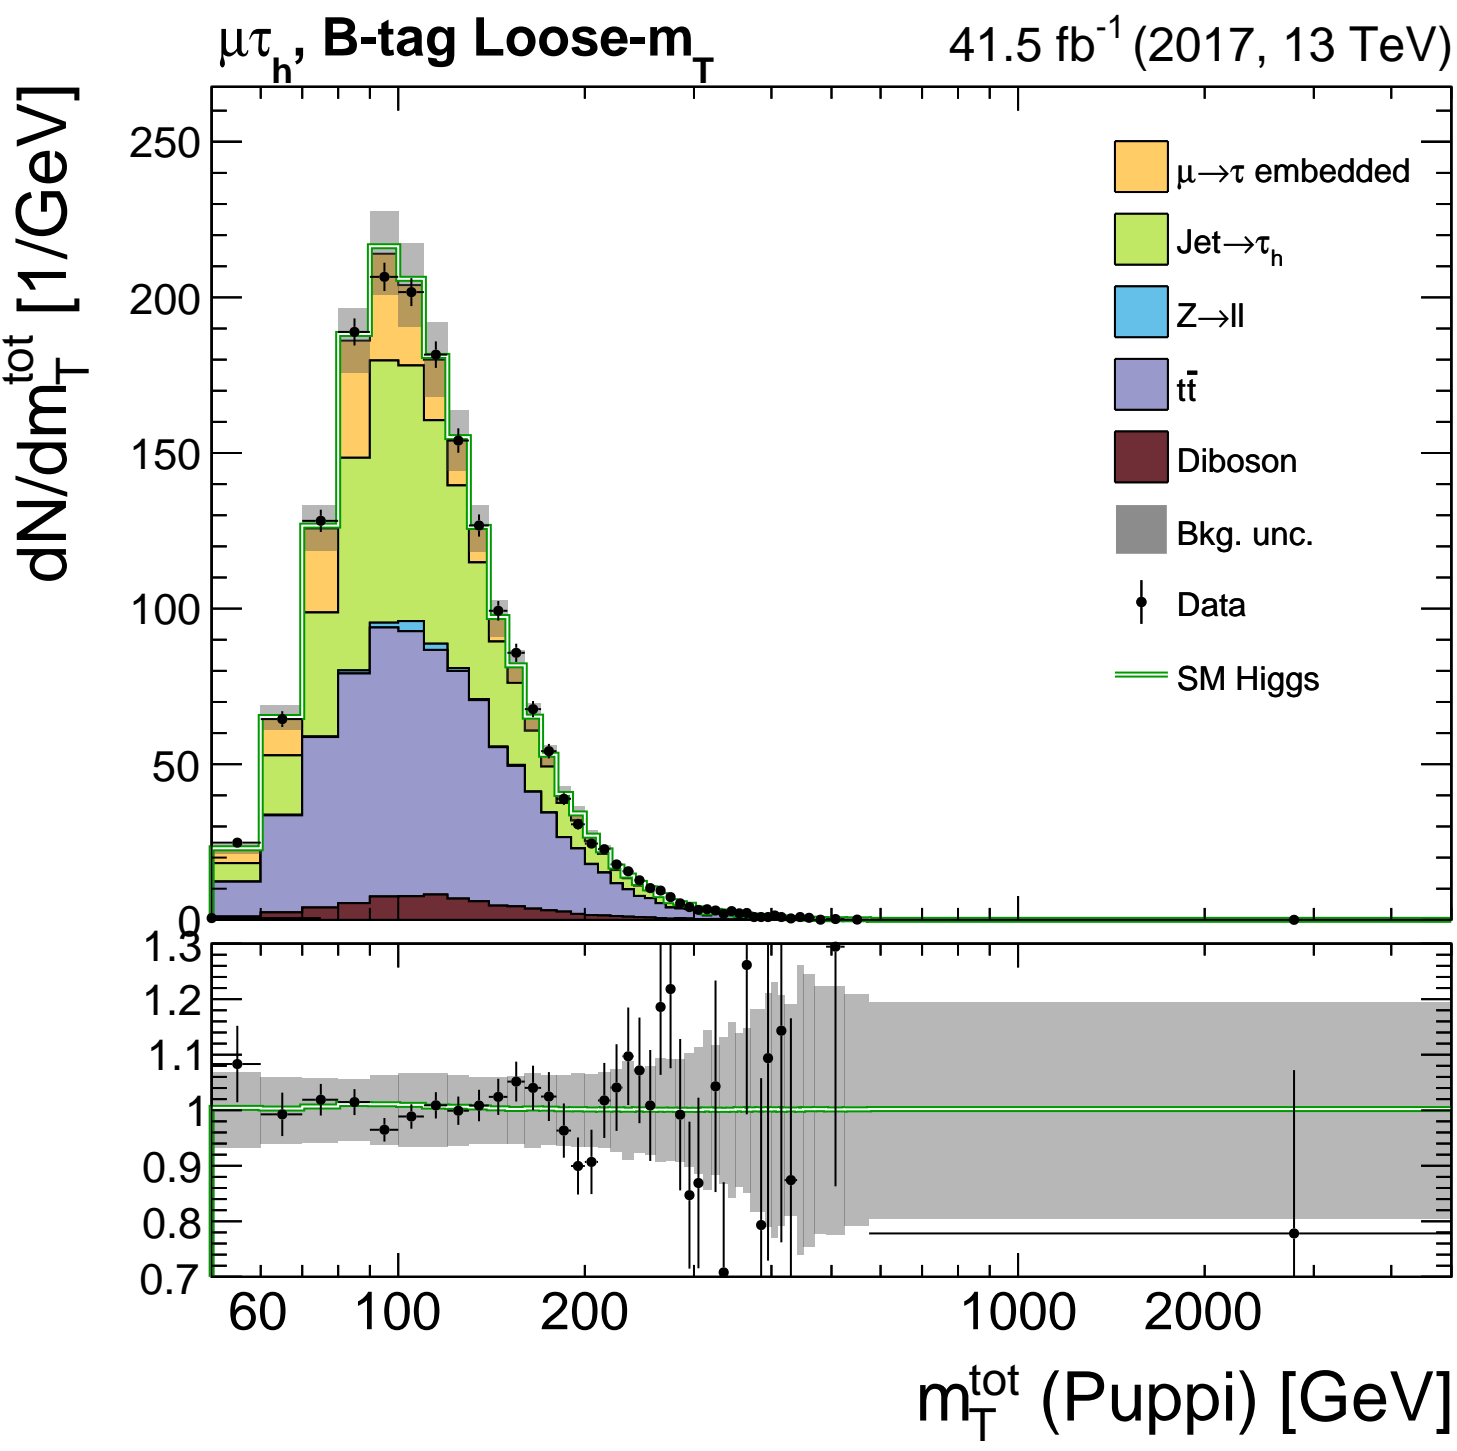 μτh, B-tag Loose-mT
41.5 fb-1 (2017, 13 TeV)
dN/dmTtot [1/GeV]
250
200
150
100
50
0
μ→τ embedded
Jet→τh
Z→ll
tt̄
Diboson
Bkg. unc.
Data
SM Higgs
1.3
1.2
1.1
1
0.9
0.8
0.7
60 100 200 1000 2000
mTtot (Puppi) [GeV]